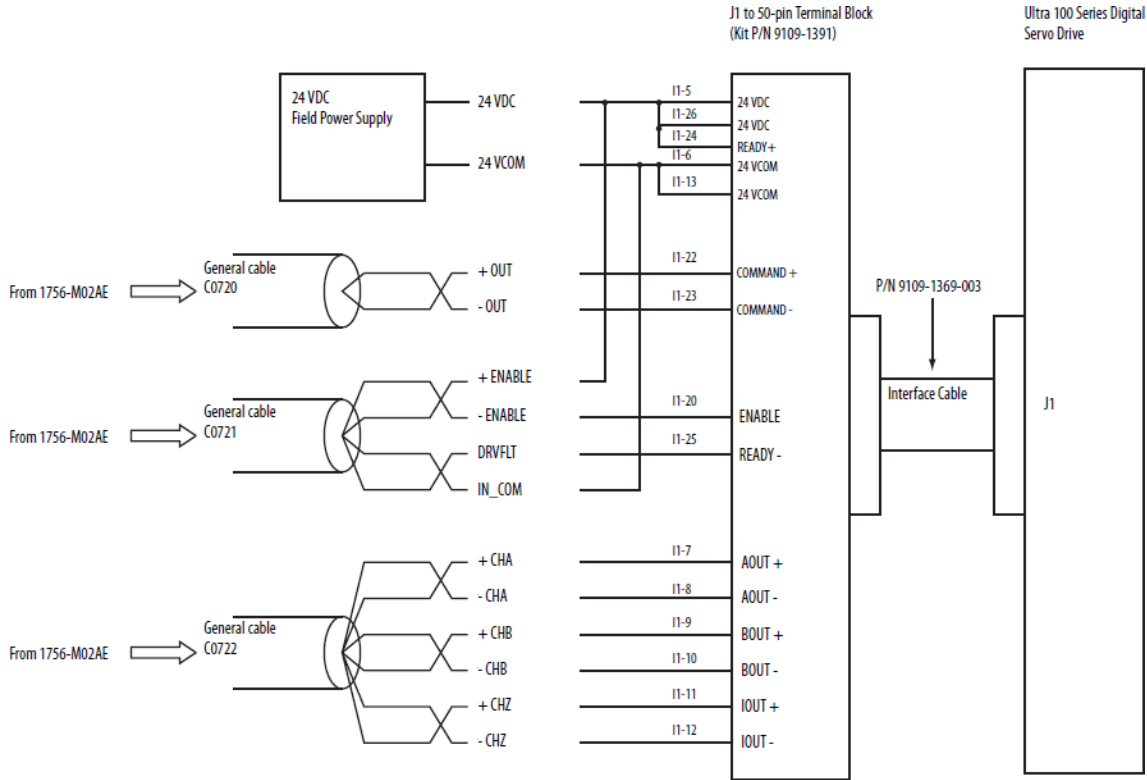 J1 to 50-pin Terminal Block
(Kit P/N 9109-1391)
Ultra 100 Series Digital
Servo Drive
24 VDC
Field Power Supply
24 VDC
24 VCOM
I1-5
24 VDC
I1-26
24 VDC
I1-24
READY+
I1-6
24 VCOM
I1-13
24 VCOM
From 1756-M02AE
General cable
C0720
+ OUT
- OUT
I1-22
COMMAND +
I1-23
COMMAND -
P/N 9109-1369-003
Interface Cable
J1
From 1756-M02AE
General cable
C0721
+ ENABLE
- ENABLE
DRVFLT
IN_COM
I1-20
ENABLE
I1-25
READY -
From 1756-M02AE
General cable
C0722
+ CHA
- CHA
+ CHB
- CHB
+ CHZ
- CHZ
I1-7
AOUT +
I1-8
AOUT -
I1-9
BOUT +
I1-10
BOUT -
I1-11
IOUT +
I1-12
IOUT -